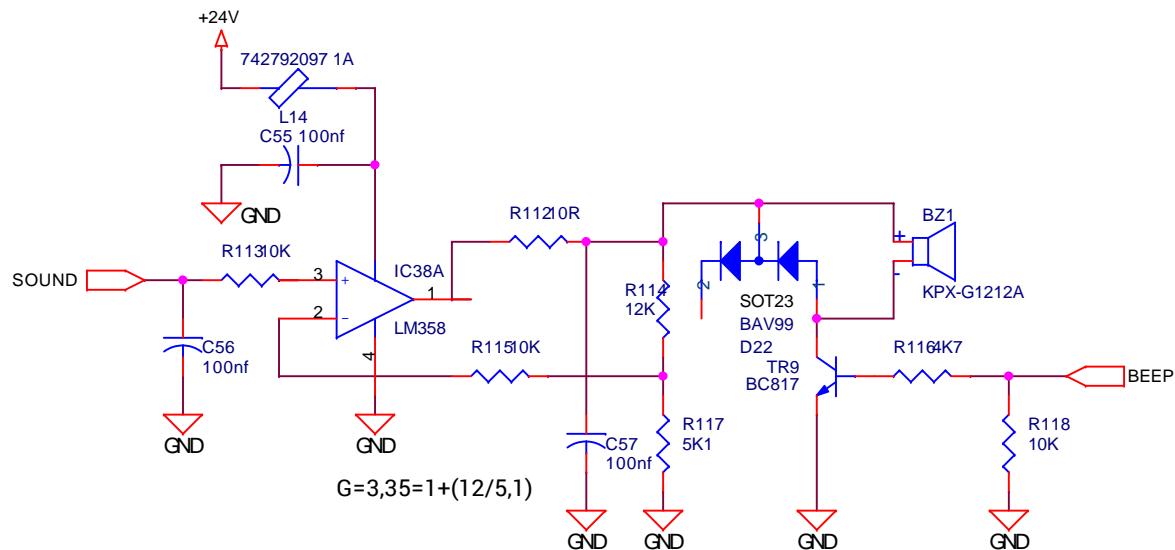 +24V
742792097 1A
L14
C55 100nf
GND
R112 10R
BZ1
+
-
KPX-G1212A
SOUND
R113 10K
3
+
IC38A
1
2
−
LM358
4
C56
100nf
GND
GND
R115 10K
R114
12K
3
2
1
SOT23
BAV99
D22
TR9
BC817
R116 4K7
BEEP
R117
5K1
C57
100nf
R118
10K
G=3,35=1+(12/5,1)
GND
GND
GND
GND